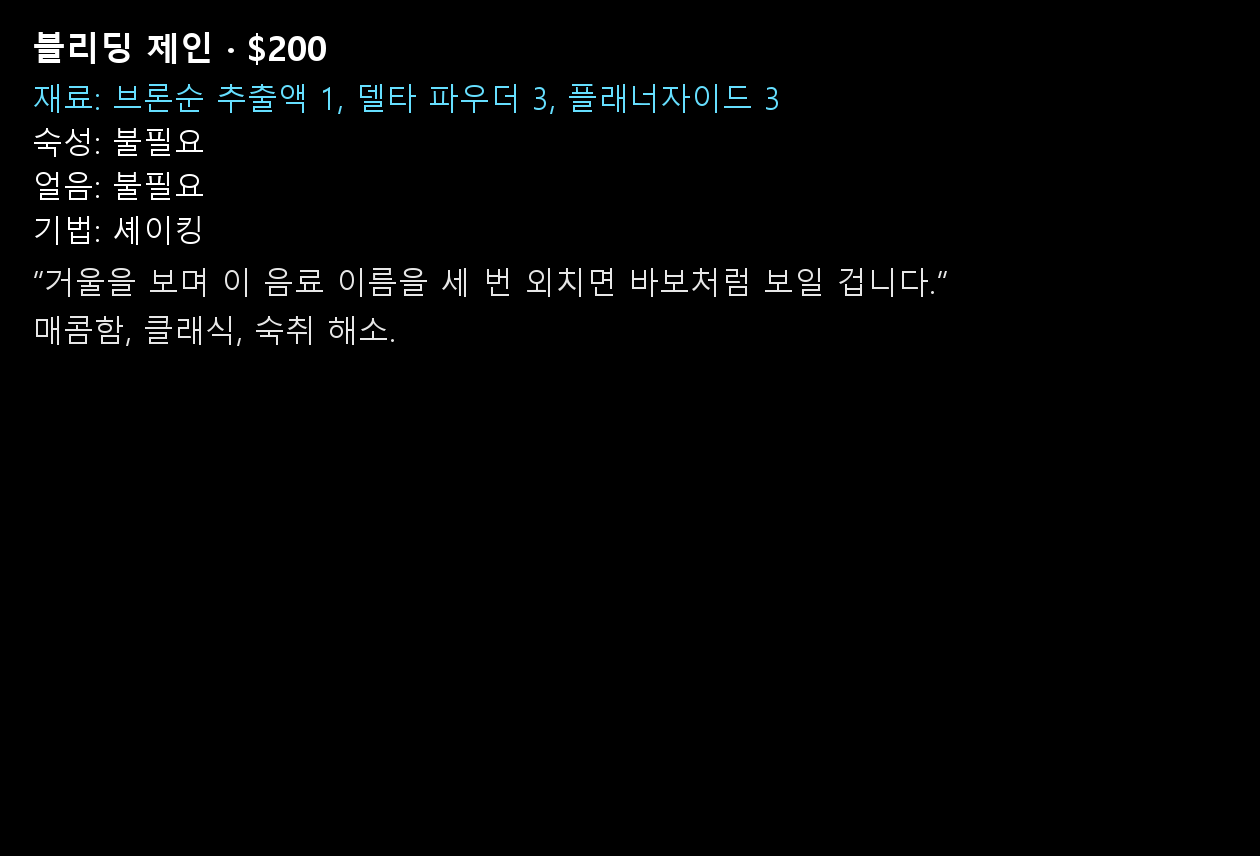 블리딩 제인 · $200
재료: 브론슨 추출액 1, 델타 파우더 3, 플래너자이드 3
숙성: 불필요
얼음: 불필요
기법: 셰이킹
"거울을 보며 이 음료 이름을 세 번 외치면 바보처럼 보일 겁니다."
매콤함, 클래식, 숙취 해소.